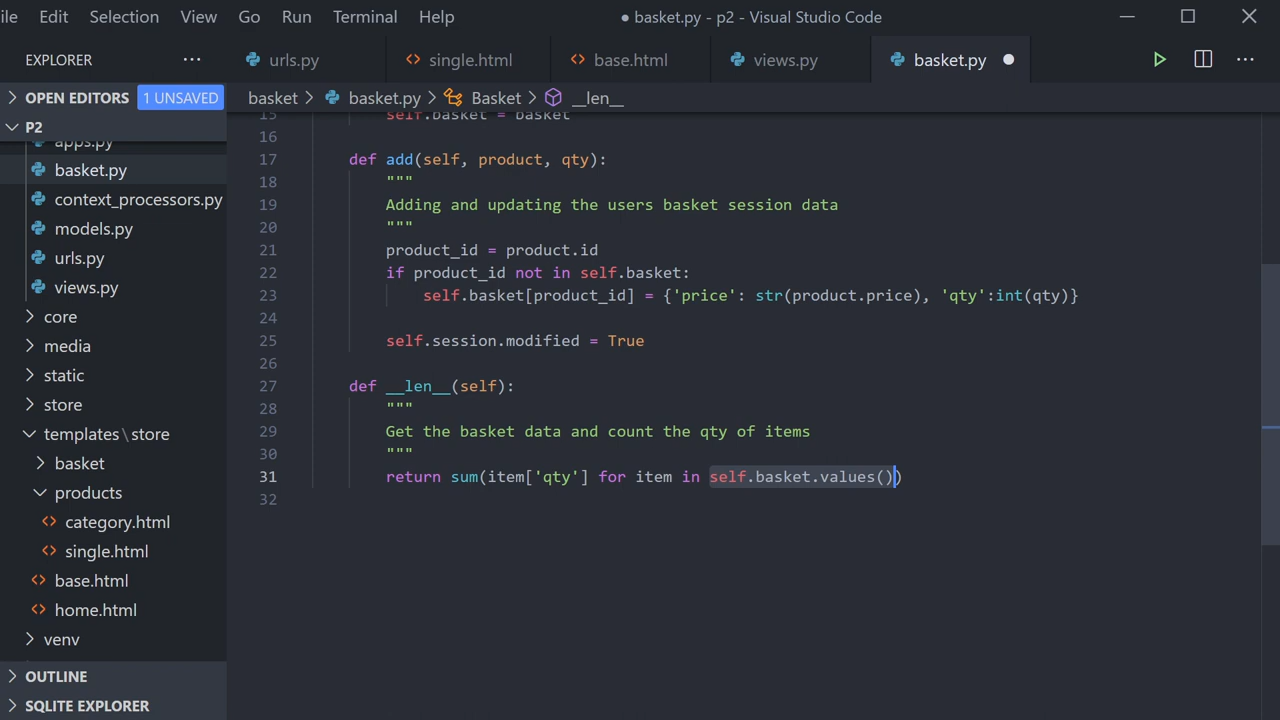 ile Edit Selection View Go Run Terminal Help ● basket.py - p2 - Visual Studio Code
EXPLORER ··· urls.py <> single.html <> base.html views.py basket.py ●
OPEN EDITORS 1 UNSAVED
basket > basket.py > Basket > __len__
P2
apps.py
basket.py
context_processors.py
models.py
urls.py
views.py
core
media
static
store
templates\store
basket
products
<> category.html
<> single.html
<> base.html
<> home.html
venv
OUTLINE
SQLITE EXPLORER
15 self.basket = basket
16
17 def add(self, product, qty):
18 """
19 Adding and updating the users basket session data
20 """
21 product_id = product.id
22 if product_id not in self.basket:
23 self.basket[product_id] = {'price': str(product.price), 'qty':int(qty)}
24
25 self.session.modified = True
26
27 def __len__(self):
28 """
29 Get the basket data and count the qty of items
30 """
31 return sum(item['qty'] for item in self.basket.values())
32